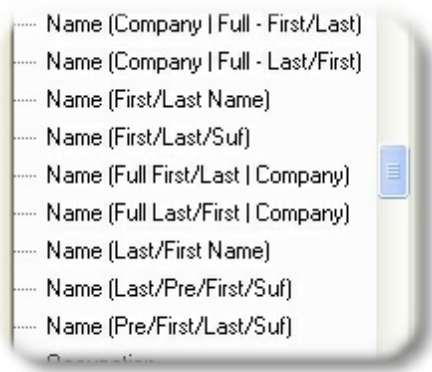 Name (Company | Full - First/Last)
Name (Company | Full - Last/First)
Name (First/Last Name)
Name (First/Last/Suf)
Name (Full First/Last | Company)
Name (Full Last/First | Company)
Name (Last/First Name)
Name (Last/Pre/First/Suf)
Name (Pre/First/Last/Suf)
Occupation